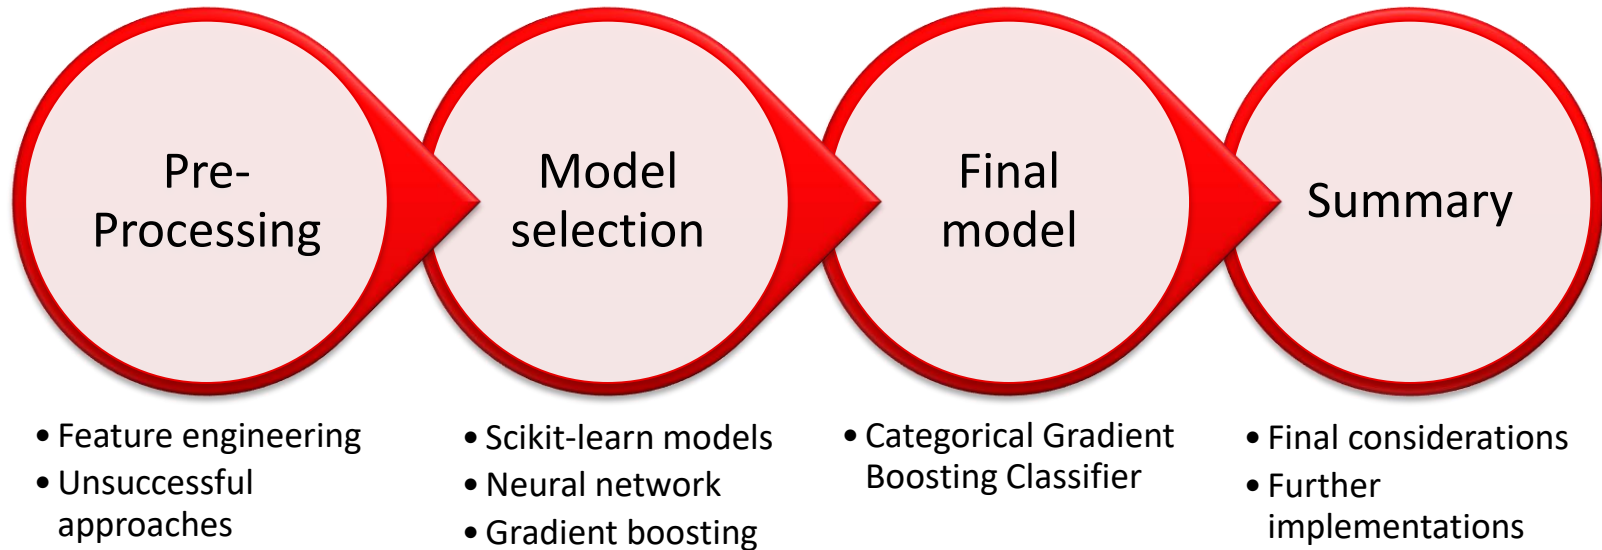 Pre-
Processing
• Feature engineering
• Unsuccessful
approaches
Model
selection
• Scikit-learn models
• Neural network
• Gradient boosting
Final
model
• Categorical Gradient
Boosting Classifier
Summary
• Final considerations
• Further
implementations